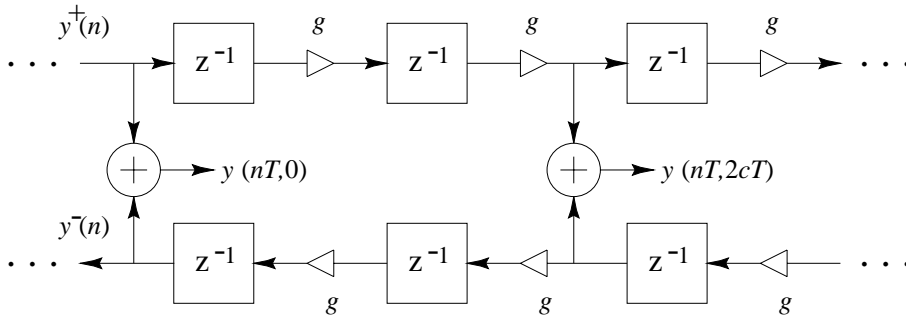 y⁺(n) g g g
. . . z⁻¹ z⁻¹ z⁻¹ . . .
+ y (nT,0) + y (nT,2cT)
y⁻(n)
. . . z⁻¹ z⁻¹ z⁻¹ . . .
g g g